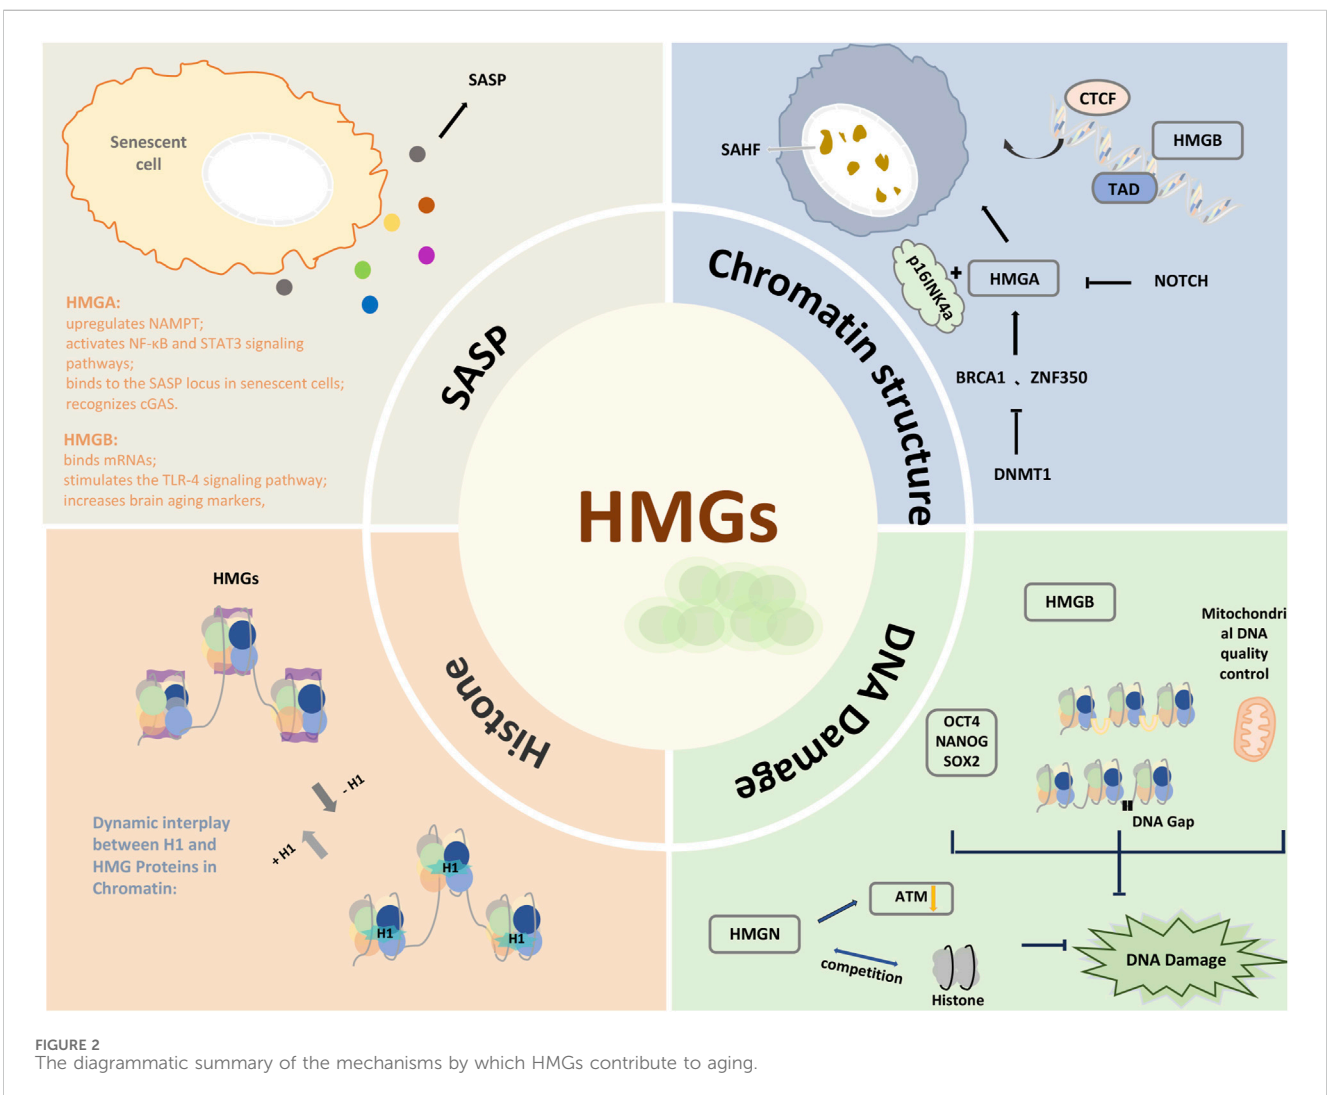 SASP
Senescent
cell
HMGA:
upregulates NAMPT;
activates NF-κB and STAT3 signaling
pathways;
binds to the SASP locus in senescent cells;
recognizes cGAS.
HMGB:
binds mRNAs;
stimulates the TLR-4 signaling pathway;
increases brain aging markers,
SASP
SAHF
CTCF
HMGB
TAD
p16INK4a
+
HMGA
NOTCH
BRCA1 、ZNF350
DNMT1
Chromatin structure
HMGs
HMGs
- H1
+ H1
Dynamic interplay
between H1 and
HMG Proteins in
Chromatin:
H1
H1
H1
Histone
DNA Damage
HMGB
Mitochondri
al DNA
quality
control
OCT4
NANOG
SOX2
DNA Gap
ATM
HMGN
competition
Histone
DNA Damage
FIGURE 2
The diagrammatic summary of the mechanisms by which HMGs contribute to aging.